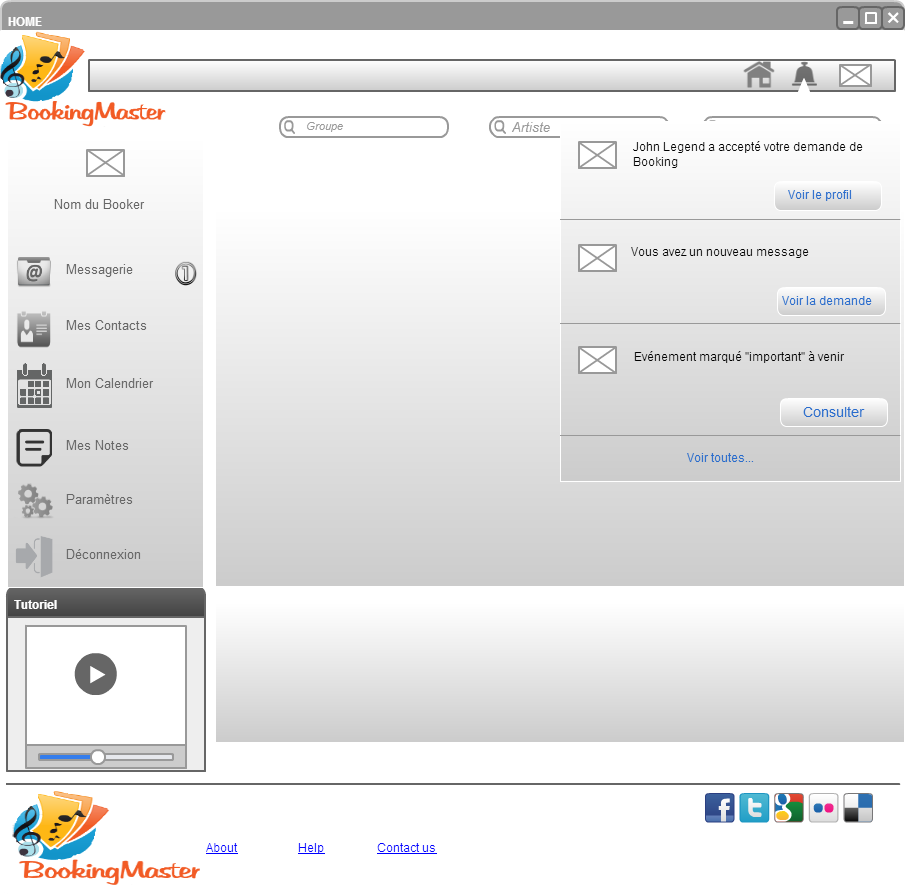 HOME
BookingMaster
Groupe
Artiste
John Legend a accepté votre demande de
Booking
Voir le profil
Vous avez un nouveau message
Voir la demande
Evénement marqué "important" à venir
Consulter
Voir toutes...
Nom du Booker
Messagerie
1
Mes Contacts
Mon Calendrier
Mes Notes
Paramètres
Déconnexion
Tutoriel
BookingMaster
About
Help
Contact us